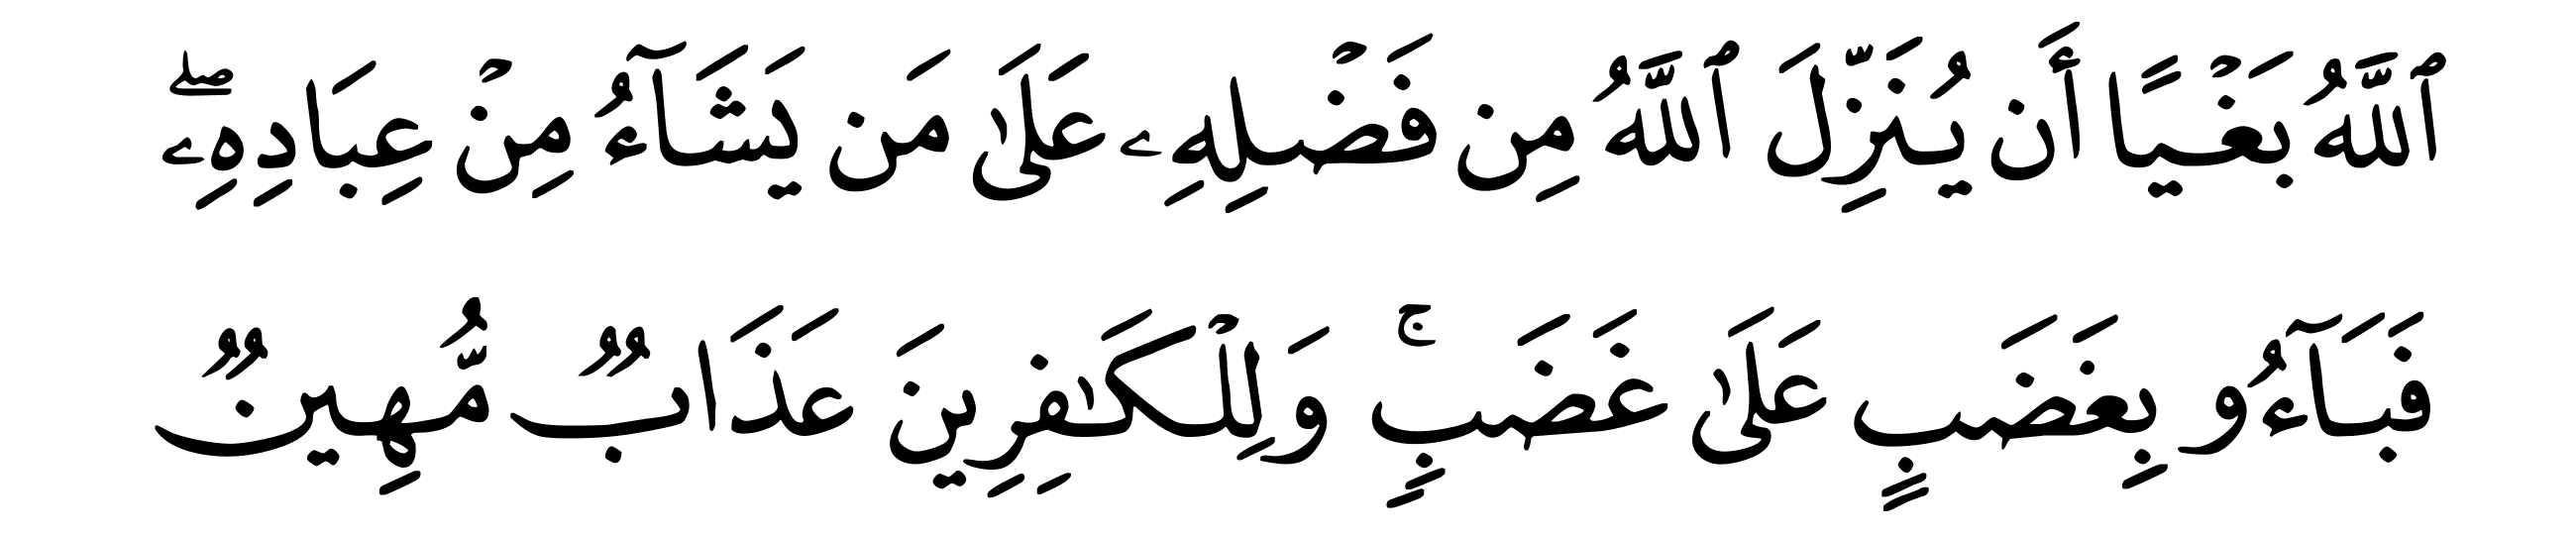 ٱللَّهُ بَغۡيًا أَن يُنَزِّلَ ٱللَّهُ مِن فَضۡلِهِۦ عَلَىٰ مَن يَشَآءُ مِنۡ عِبَادِهِۦۖ
فَبَآءُو بِغَضَبٍ عَلَىٰ غَضَبٖۚ وَلِلۡكَٰفِرِينَ عَذَابٞ مُّهِينٞ